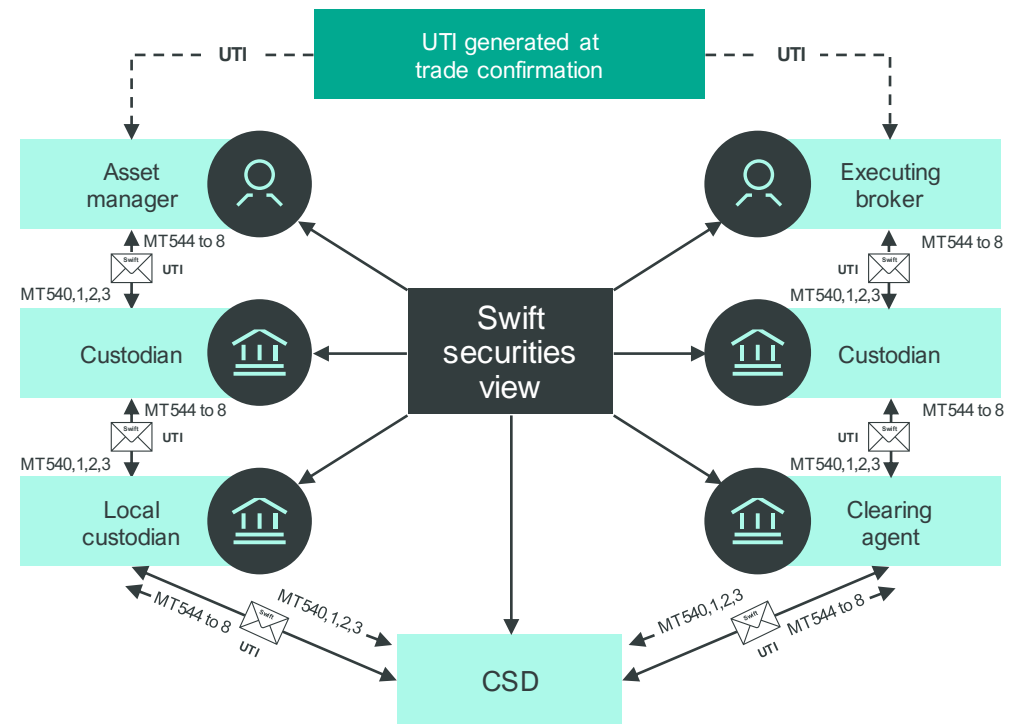 UTI generated at
trade confirmation
UTI
UTI
Asset
manager
Executing
broker
MT544 to 8
Swift
UTI
MT540,1,2,3
MT544 to 8
Swift
UTI
MT540,1,2,3
Custodian
Swift
securities
view
Custodian
MT544 to 8
Swift
UTI
MT540,1,2,3
MT544 to 8
Swift
UTI
MT540,1,2,3
Local
custodian
Clearing
agent
MT540,1,2,3
MT544 to 8
Swift
UTI
MT540,1,2,3
MT544 to 8
Swift
UTI
CSD